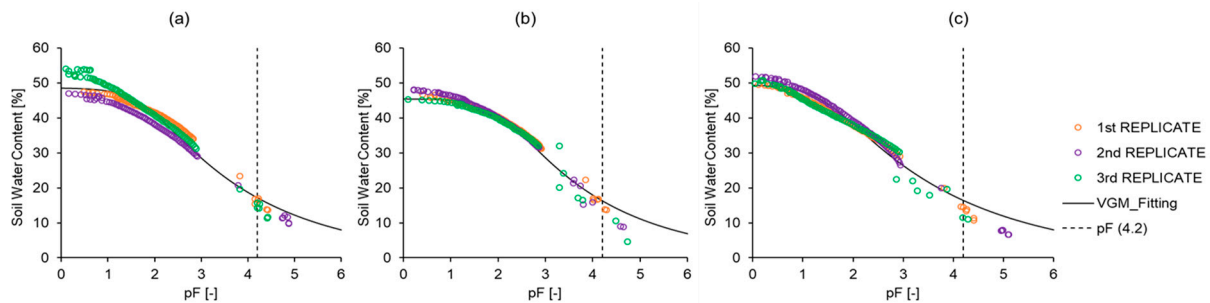 (a)
(b)
(c)
Soil Water Content [%]
60
50
40
30
20
10
0
0 1 2 3 4 5 6
pF [-]
Soil Water Content [%]
60
50
40
30
20
10
0
0 1 2 3 4 5 6
pF [-]
Soil Water Content [%]
60
50
40
30
20
10
0
0 1 2 3 4 5 6
pF [-]
1st REPLICATE
2nd REPLICATE
3rd REPLICATE
VGM_Fitting
pF (4.2)